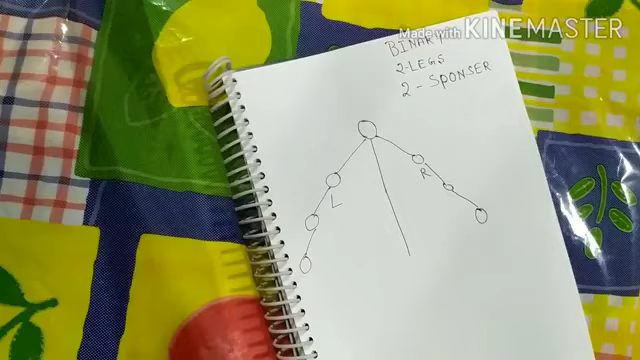 Made with KINEMASTER
BINARY
2-LEGS
2 - SPONSER
L
R